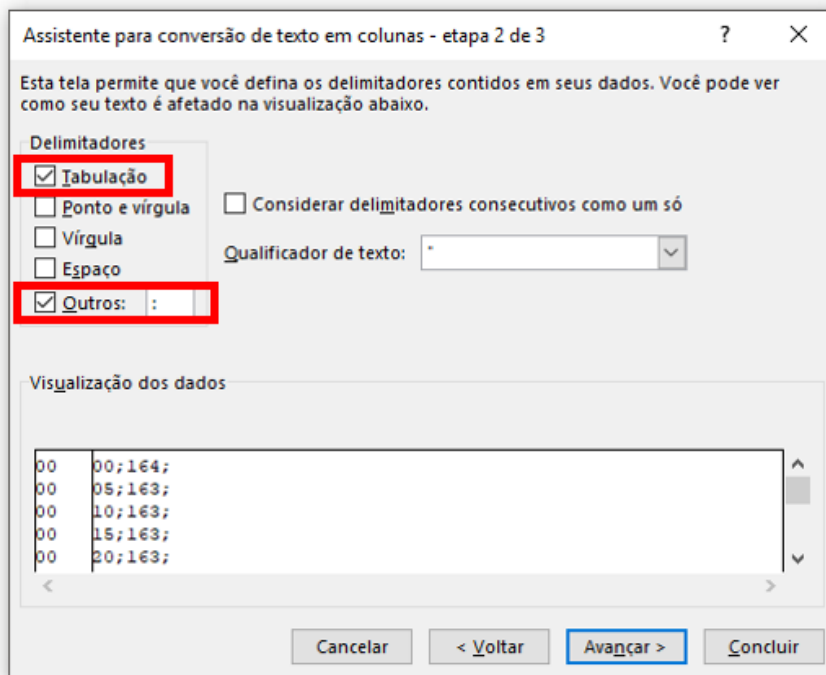 Assistente para conversão de texto em colunas - etapa 2 de 3 ?
Esta tela permite que você defina os delimitadores contidos em seus dados. Você pode ver
como seu texto é afetado na visualização abaixo.
Delimitadores
Tabulação
Ponto e vírgula
Vírgula
Espaço
Outros: :
Considerar delimitadores consecutivos como um só
Qualificador de texto: "
Visualização dos dados
00 00;164;
00 05;163;
00 10;163;
00 15;163;
00 20;163;
Cancelar < Voltar Avançar > Concluir